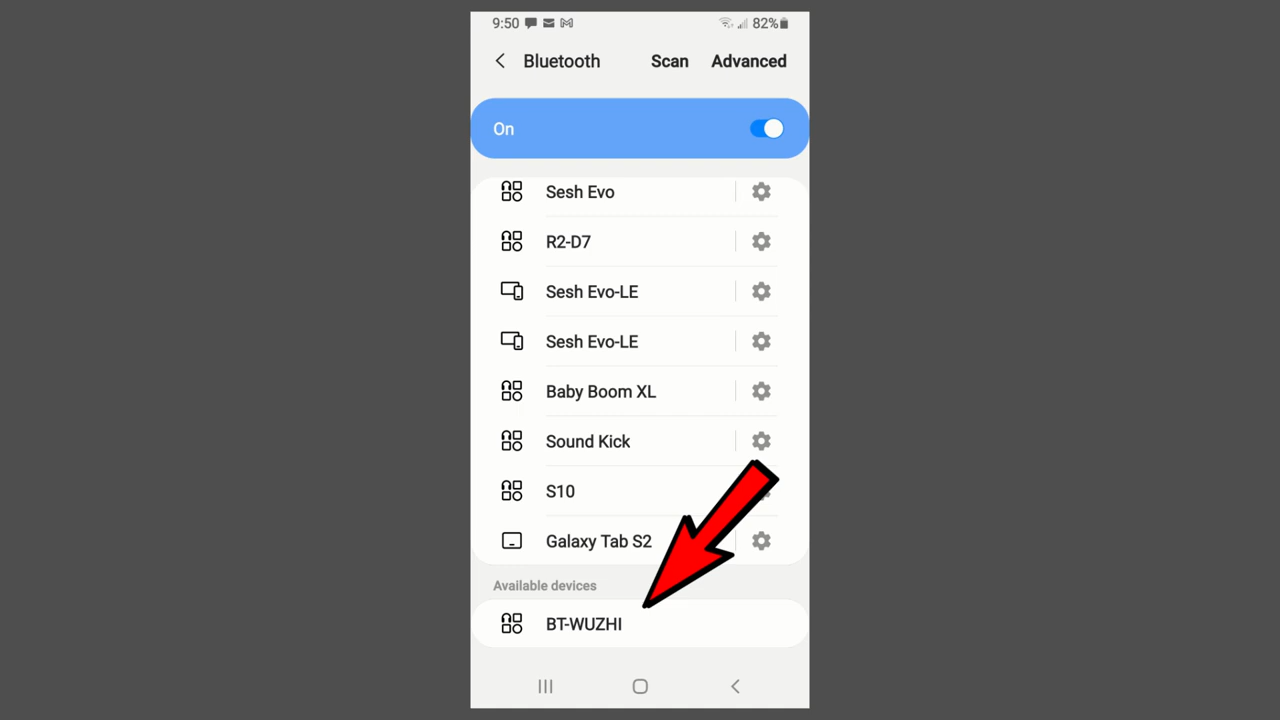 9:50 82%
Bluetooth Scan Advanced
On
Sesh Evo
R2-D7
Sesh Evo-LE
Sesh Evo-LE
Baby Boom XL
Sound Kick
S10
Galaxy Tab S2
Available devices
BT-WUZHI